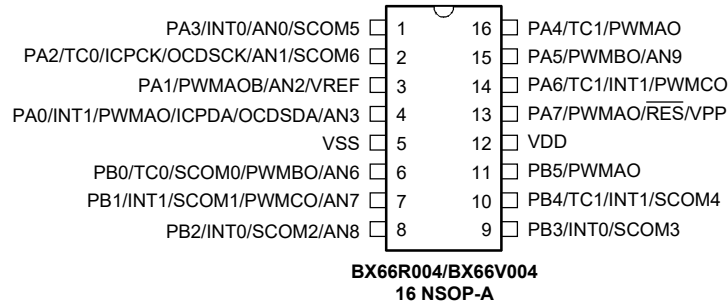 PA3/INT0/AN0/SCOM5 1 16 PA4/TC1/PWMAO
PA2/TC0/ICPCK/OCDSCK/AN1/SCOM6 2 15 PA5/PWMBO/AN9
PA1/PWMAOB/AN2/VREF 3 14 PA6/TC1/INT1/PWMCO
PA0/INT1/PWMAO/ICPDA/OCDSDA/AN3 4 13 PA7/PWMAO/RES/VPP
VSS 5 12 VDD
PB0/TC0/SCOM0/PWMBO/AN6 6 11 PB5/PWMAO
PB1/INT1/SCOM1/PWMCO/AN7 7 10 PB4/TC1/INT1/SCOM4
PB2/INT0/SCOM2/AN8 8 9 PB3/INT0/SCOM3
BX66R004/BX66V004
16 NSOP-A